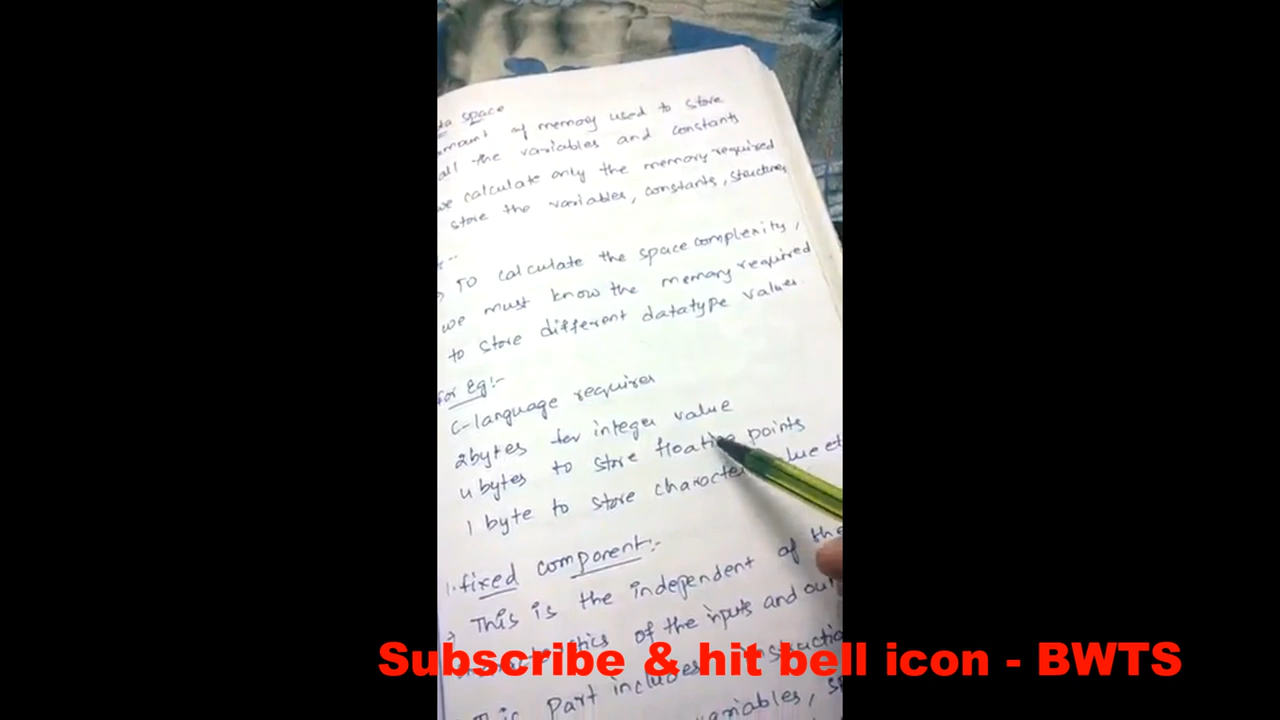 space
amount of memory used to store
all the variables and constants
we calculate only the memory required
store the variables, constants, structures
To calculate the space complexity,
we must know the memory required
to store different datatype values.
for Eg:-
C-language requires
2bytes for integer value
4 bytes to store floating points
1 byte to store character
1. fixed component:-
→ This is the independent of the
of the inputs and
This part includes
variables,
Subscribe & hit bell icon - BWTS